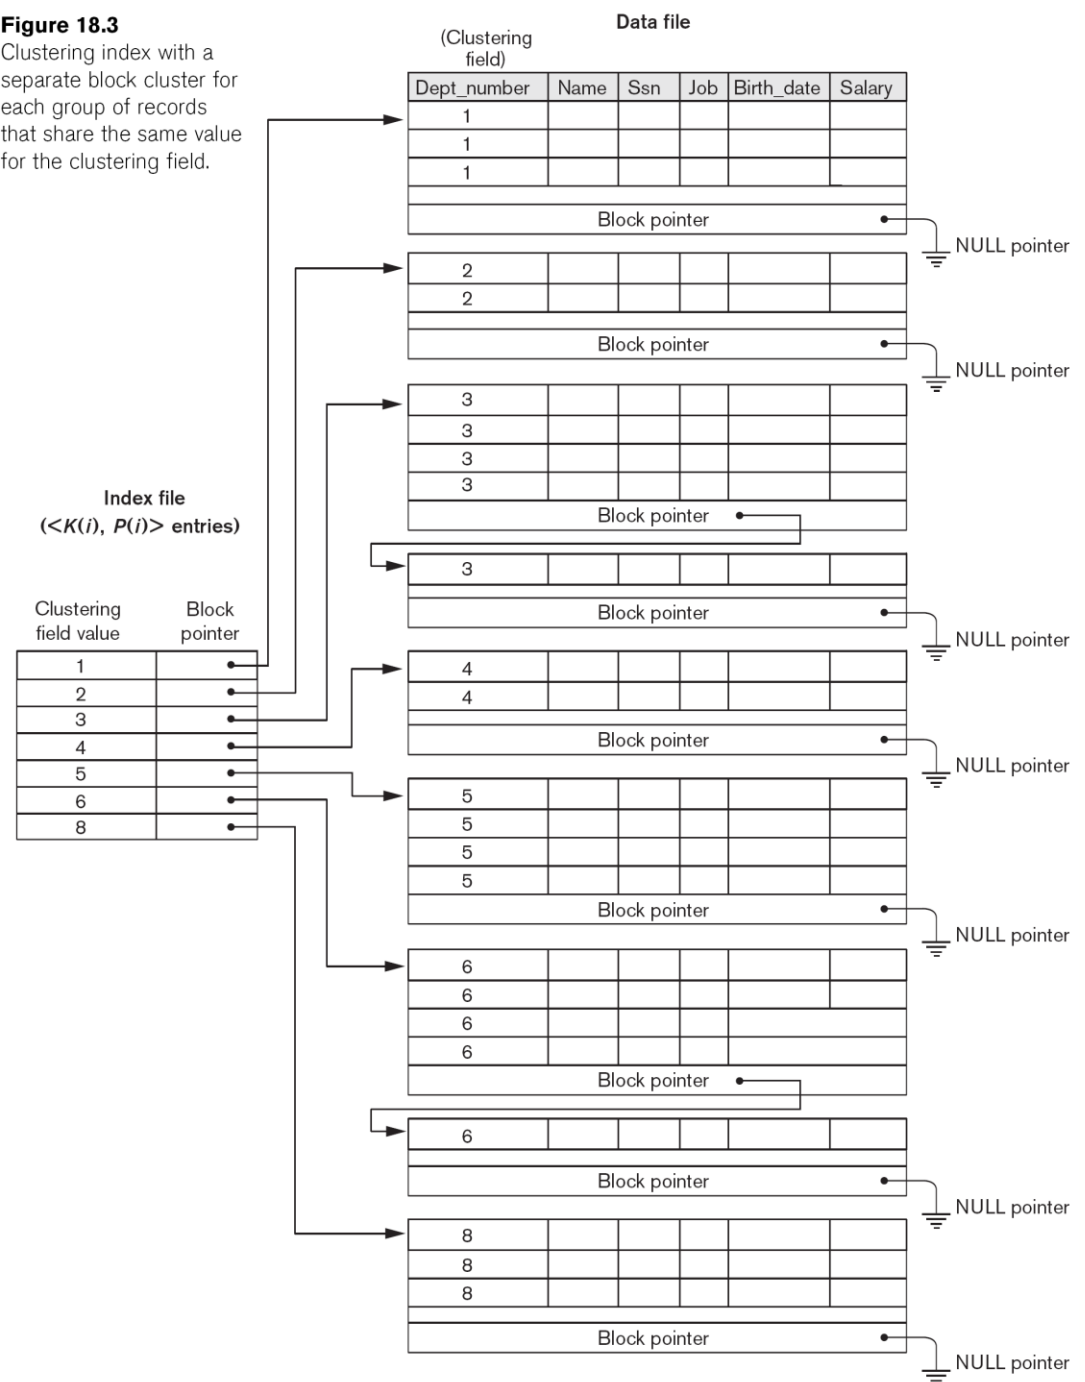 Figure 18.3
Clustering index with a
separate block cluster for
each group of records
that share the same value
for the clustering field.
Data file
(Clustering
field)
Dept_number Name Ssn Job Birth_date Salary
1
1
1
Block pointer
NULL pointer
2
2
Block pointer
NULL pointer
3
3
3
3
Block pointer
3
Block pointer
NULL pointer
4
4
Block pointer
NULL pointer
5
5
5
5
Block pointer
NULL pointer
6
6
6
6
Block pointer
6
Block pointer
NULL pointer
8
8
8
Block pointer
NULL pointer
Index file
(<K(i), P(i)> entries)
Clustering field value Block pointer
1
2
3
4
5
6
8